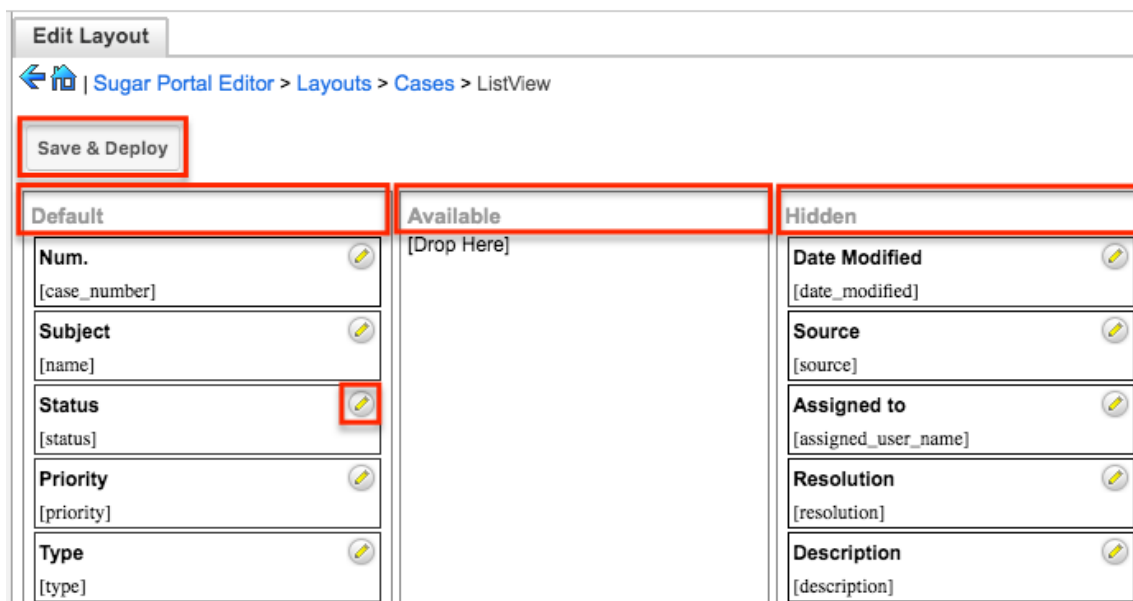 Edit Layout
| Sugar Portal Editor > Layouts > Cases > ListView
Save & Deploy
Default
Num.
[case_number]
Subject
[name]
Status
[status]
Priority
[priority]
Type
[type]
Available
[Drop Here]
Hidden
Date Modified
[date_modified]
Source
[source]
Assigned to
[assigned_user_name]
Resolution
[resolution]
Description
[description]